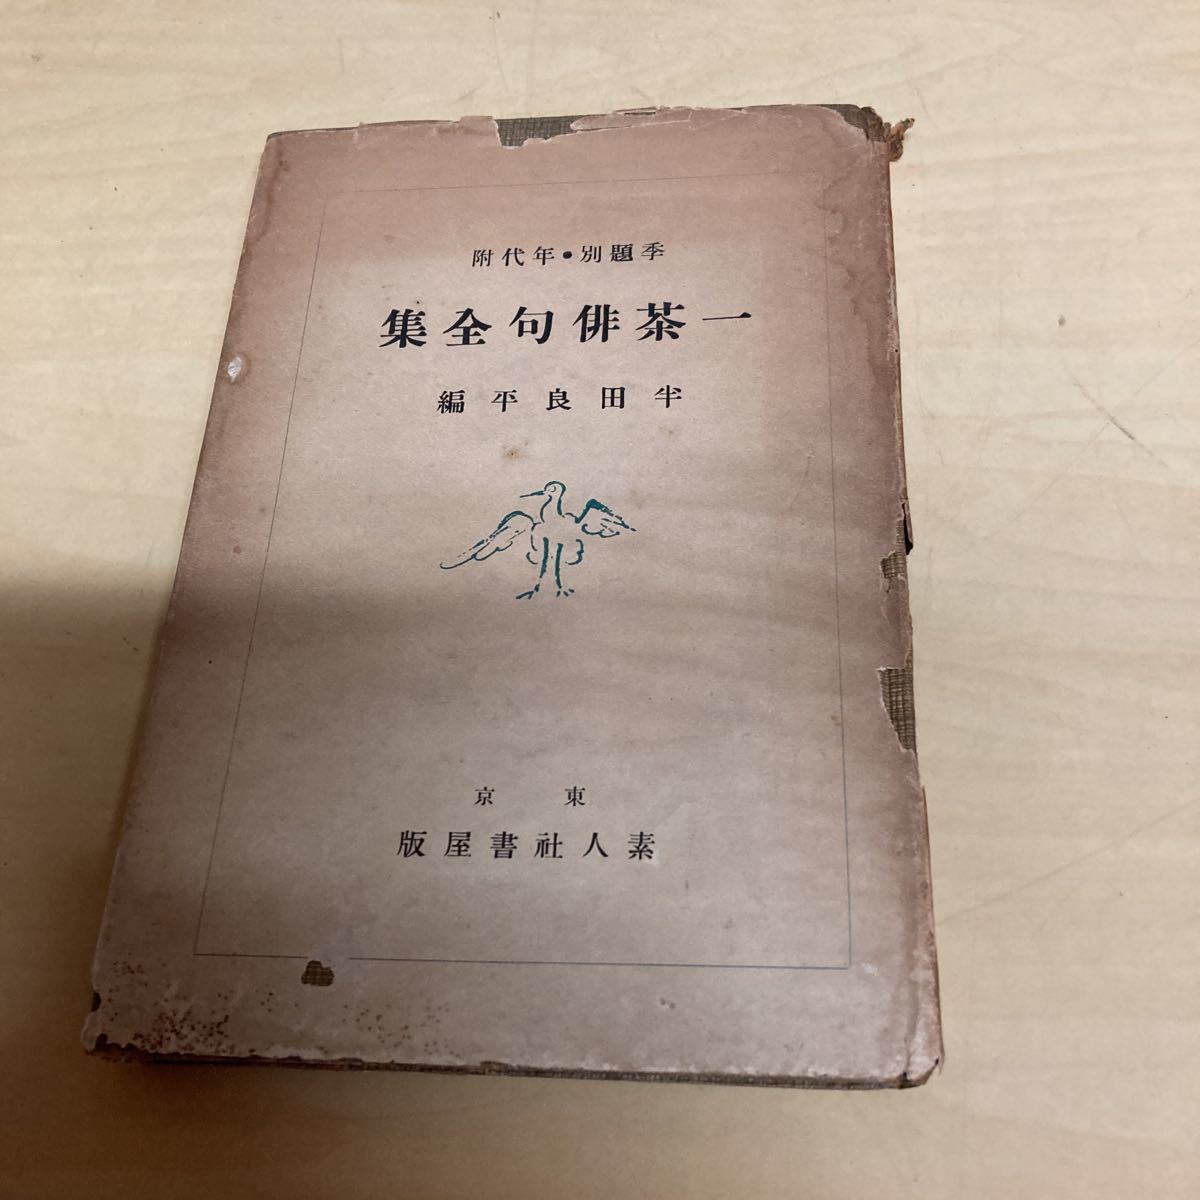 季題別・年代附
一茶俳句全集
半田良平編
東京
素人社書屋版